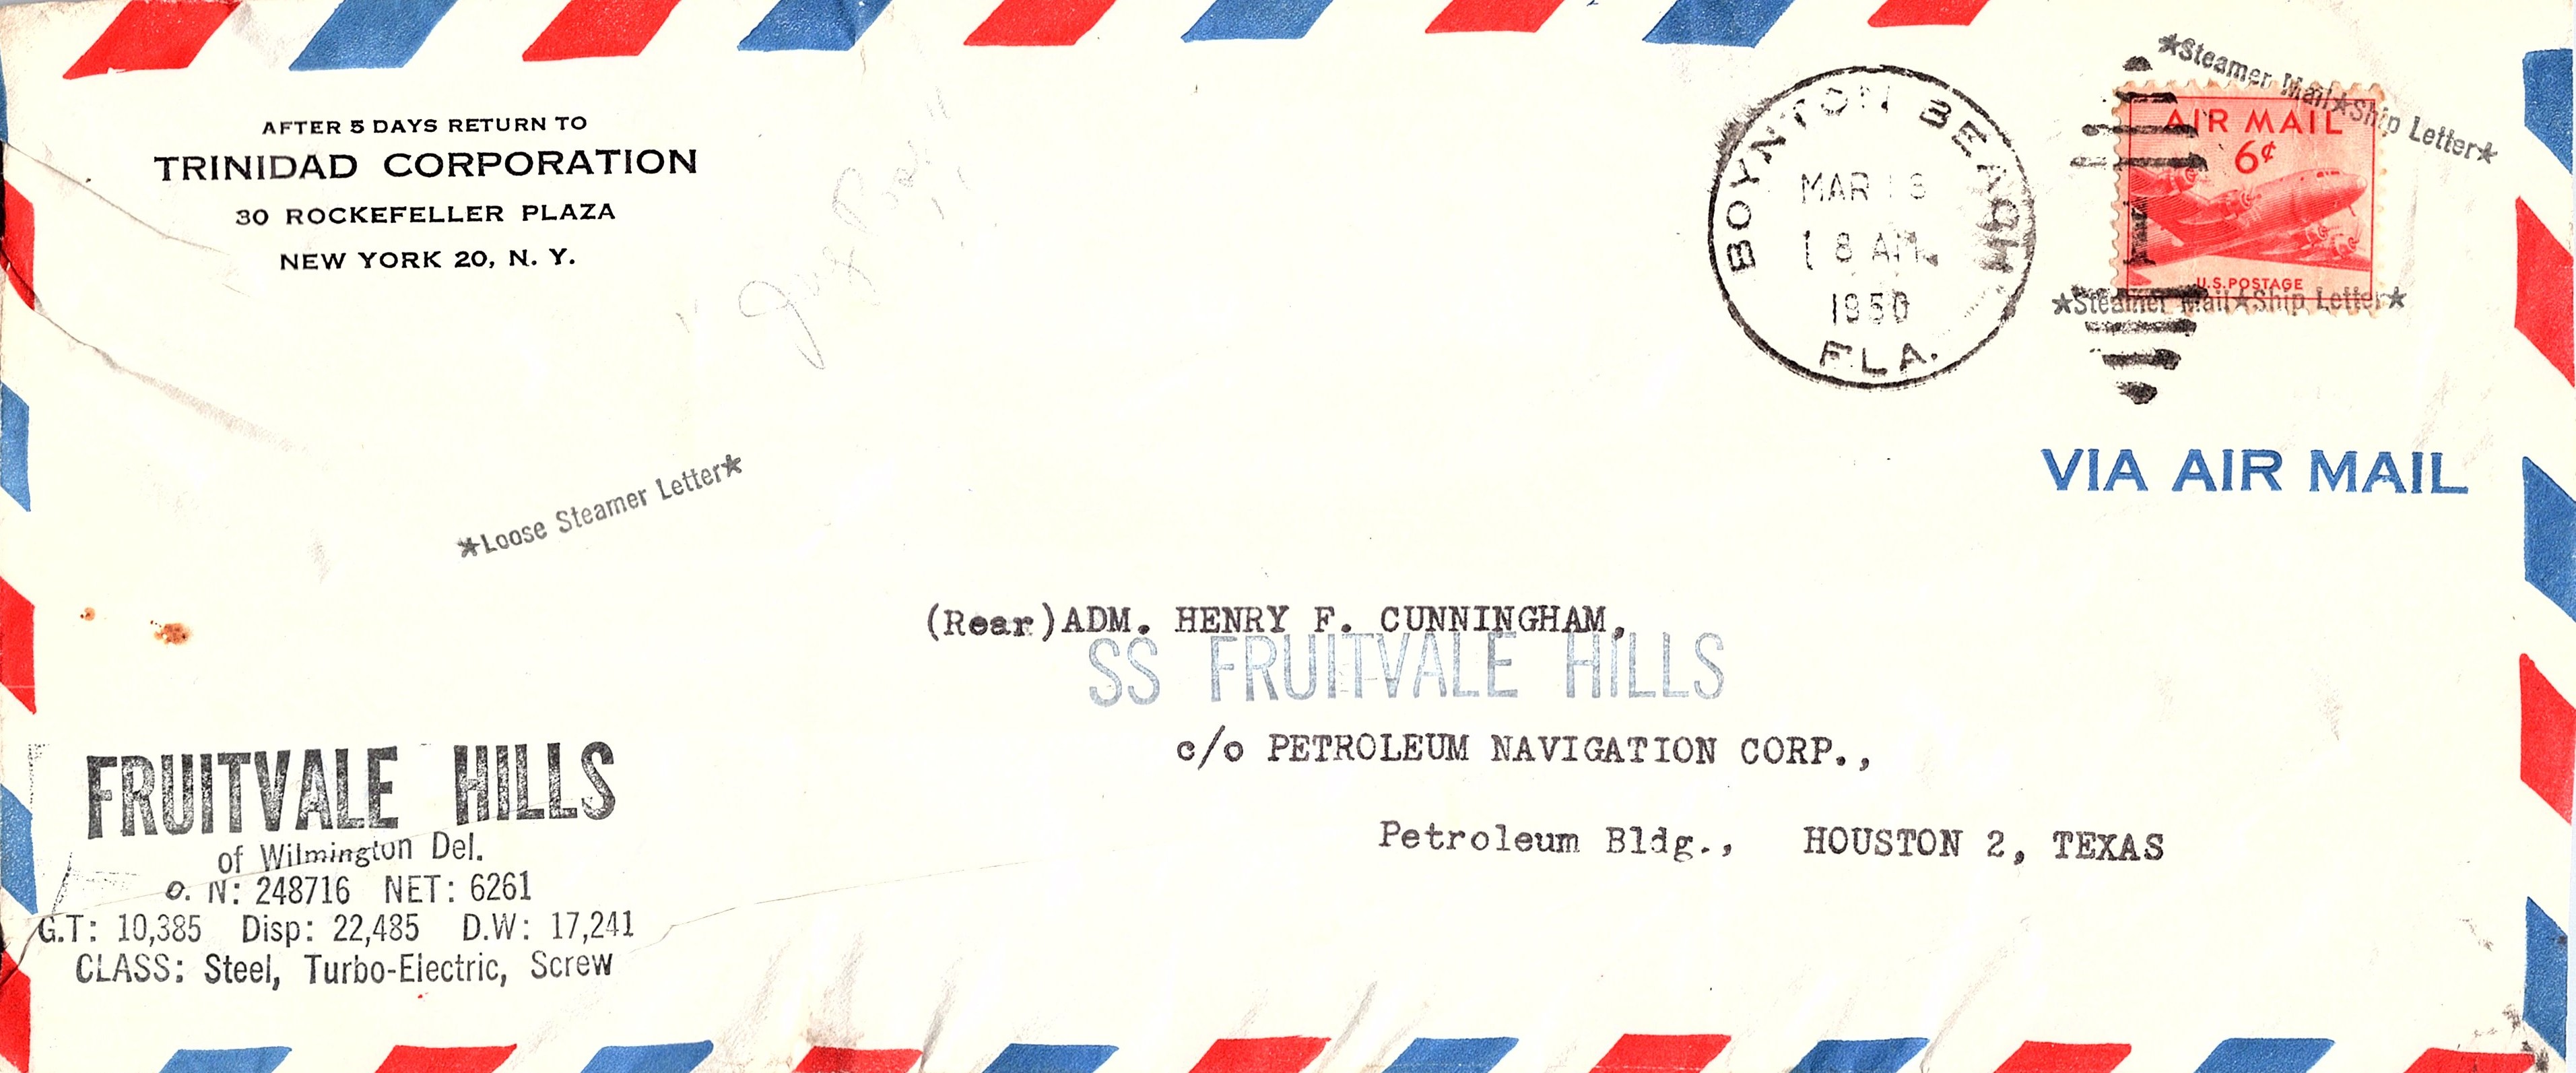 AFTER 5 DAYS RETURN TO
TRINIDAD CORPORATION
30 ROCKEFELLER PLAZA
NEW YORK 20, N. Y.
BOYNTON BEACH
MAR 18
8 AM
1950
FLA.
★Steamer Mail★Ship Letter★
AIR MAIL
6¢
U.S. POSTAGE
★Steamer Mail★Ship Letter★
VIA AIR MAIL
★Loose Steamer Letter★
(Rear)ADM. HENRY F. CUNNINGHAM,
SS FRUITVALE HILLS
c/o PETROLEUM NAVIGATION CORP.,
Petroleum Bldg., HOUSTON 2, TEXAS
FRUITVALE HILLS
of Wilmington Del.
O. N: 248716 NET: 6261
G.T: 10,385 Disp: 22,485 D.W: 17,241
CLASS: Steel, Turbo-Electric, Screw